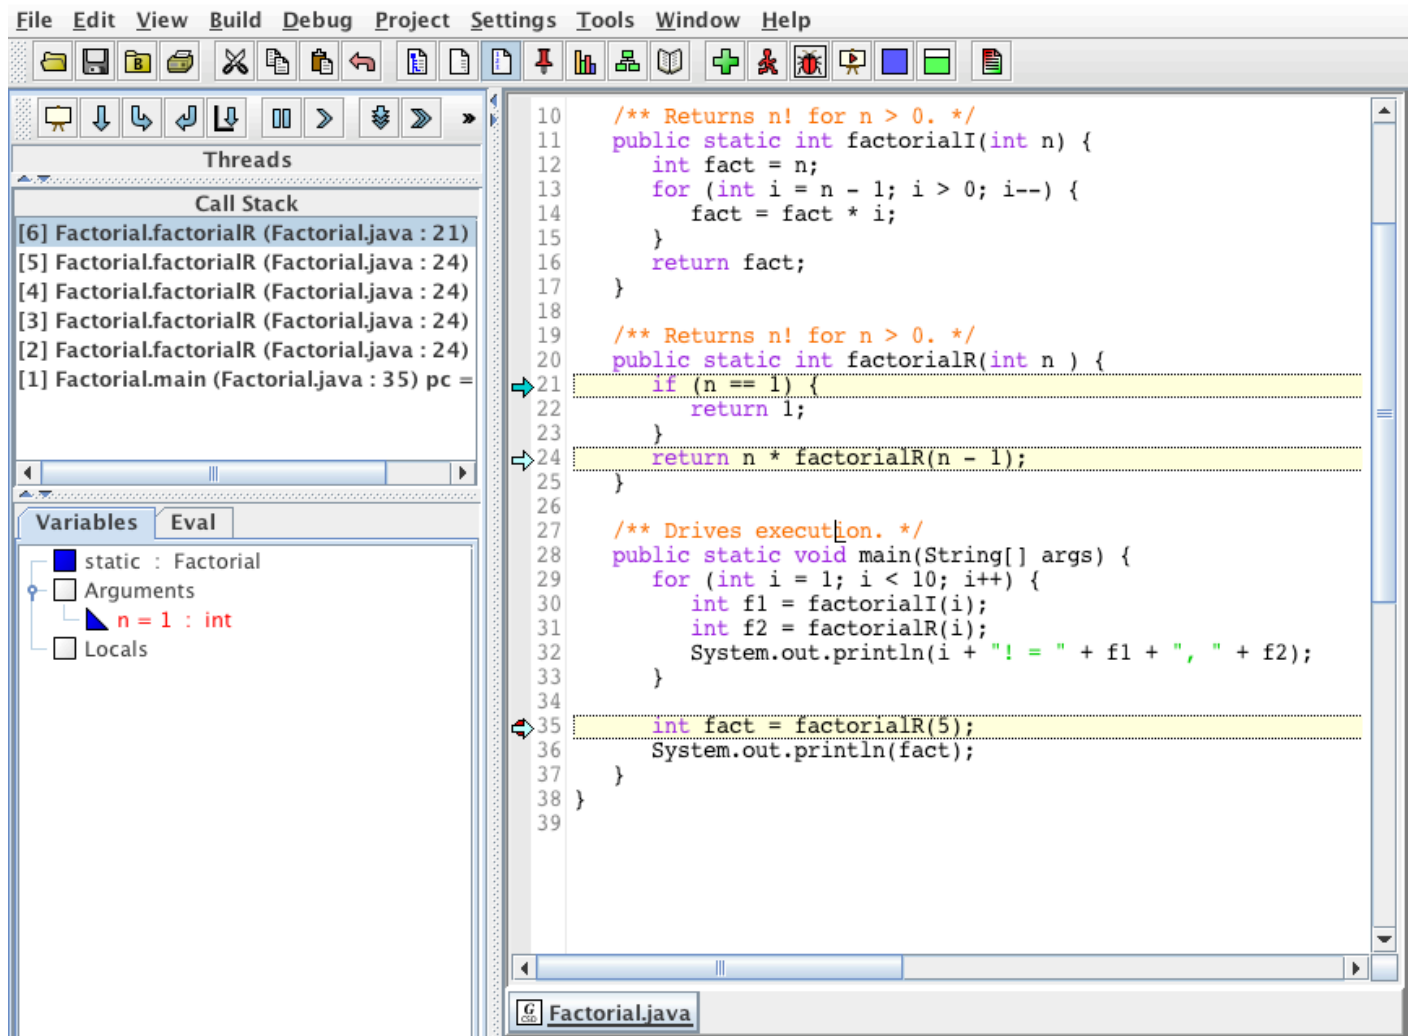 File Edit View Build Debug Project Settings Tools Window Help
B
»
Threads
Call Stack
[6] Factorial.factorialR (Factorial.java : 21)
[5] Factorial.factorialR (Factorial.java : 24)
[4] Factorial.factorialR (Factorial.java : 24)
[3] Factorial.factorialR (Factorial.java : 24)
[2] Factorial.factorialR (Factorial.java : 24)
[1] Factorial.main (Factorial.java : 35) pc =
Variables Eval
static : Factorial
Arguments
n = 1 : int
Locals
10 /** Returns n! for n > 0. */
11 public static int factorialI(int n) {
12 int fact = n;
13 for (int i = n - 1; i > 0; i--) {
14 fact = fact * i;
15 }
16 return fact;
17 }
18
19 /** Returns n! for n > 0. */
20 public static int factorialR(int n ) {
21 if (n == 1) {
22 return 1;
23 }
24 return n * factorialR(n - 1);
25 }
26
27 /** Drives execution. */
28 public static void main(String[] args) {
29 for (int i = 1; i < 10; i++) {
30 int f1 = factorialI(i);
31 int f2 = factorialR(i);
32 System.out.println(i + "! = " + f1 + ", " + f2);
33 }
34
35 int fact = factorialR(5);
36 System.out.println(fact);
37 }
38 }
39
G CSD Factorial.java